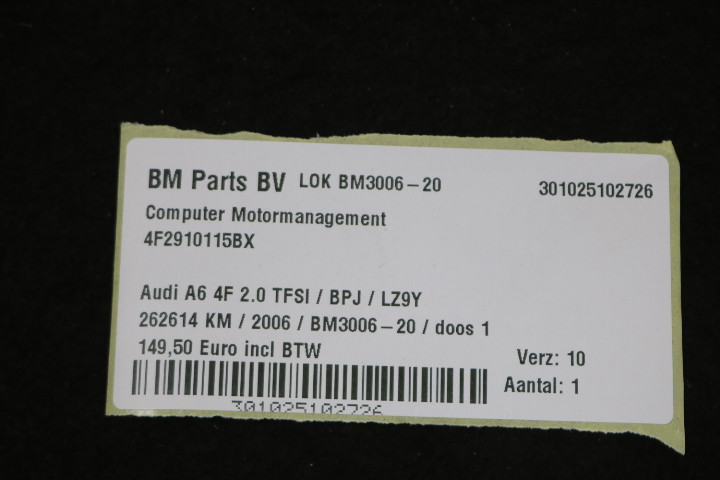 BM Parts BV LOK BM3006-20 301025102726
Computer Motormanagement
4F2910115BX
Audi A6 4F 2.0 TFSI / BPJ / LZ9Y
262614 KM / 2006 / BM3006-20 / doos 1
149,50 Euro incl BTW Verz: 10
Aantal: 1
301025102726